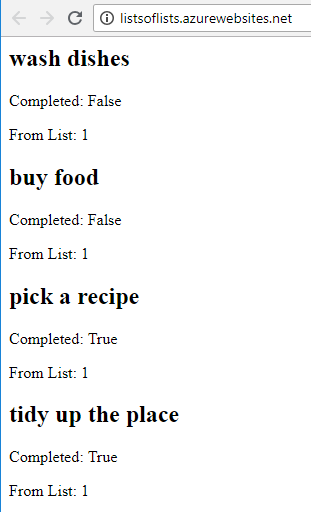 listsoflists.azurewebsites.net
wash dishes
Completed: False
From List: 1
buy food
Completed: False
From List: 1
pick a recipe
Completed: True
From List: 1
tidy up the place
Completed: True
From List: 1